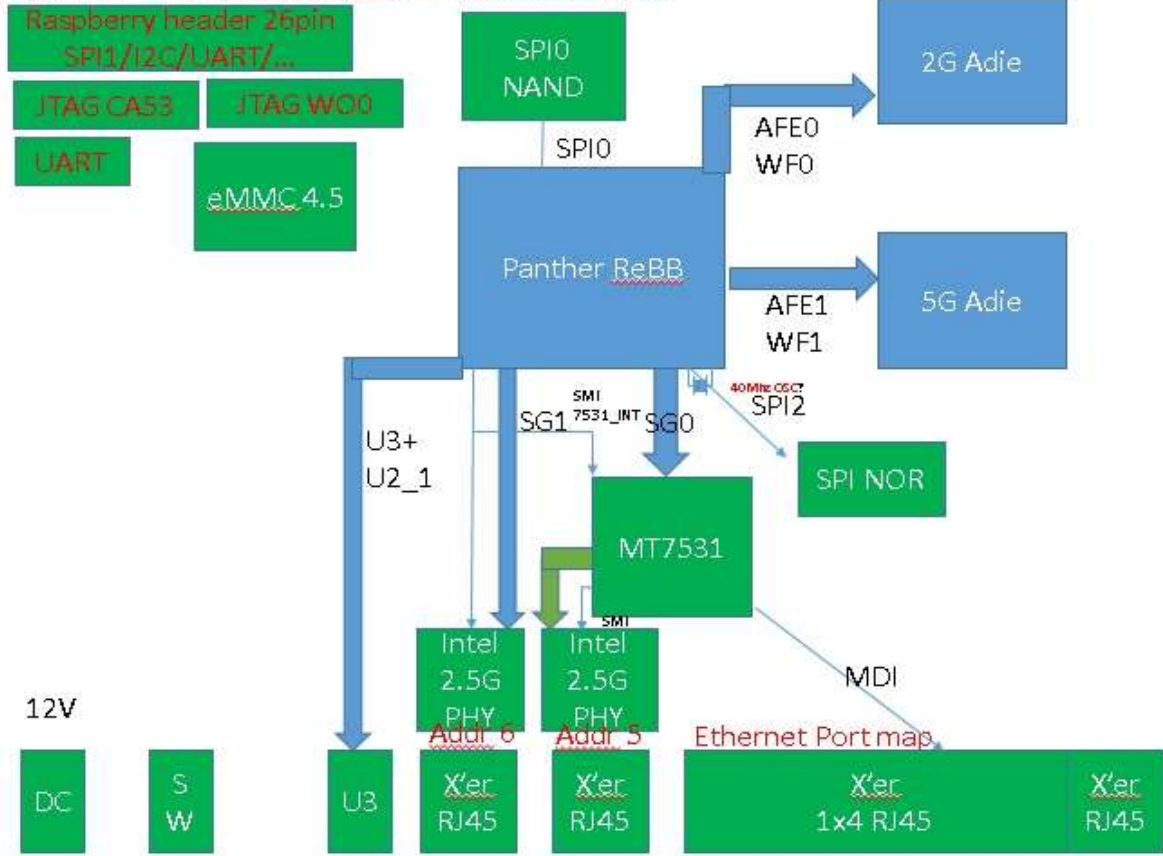 Raspberry header 26pin
SPI1/I2C/UART/...
JTAG CA53
JTAG WO0
UART
eMMC 4.5
SPI0
NAND
SPI0
2G Adie
AFE0
WF0
Panther ReBB
5G Adie
AFE1
WF1
40Mhz OSC?
SPI2
SMI
7531_INT
SG1
SG0
U3+
U2_1
SPI NOR
MT7531
SMI
Intel
2.5G
PHY
Addr 6
Intel
2.5G
PHY
Addr 5
MDI
Ethernet Port map
12V
DC
S
W
U3
X'er
RJ45
X'er
RJ45
X'er
1x4 RJ45
X'er
RJ45